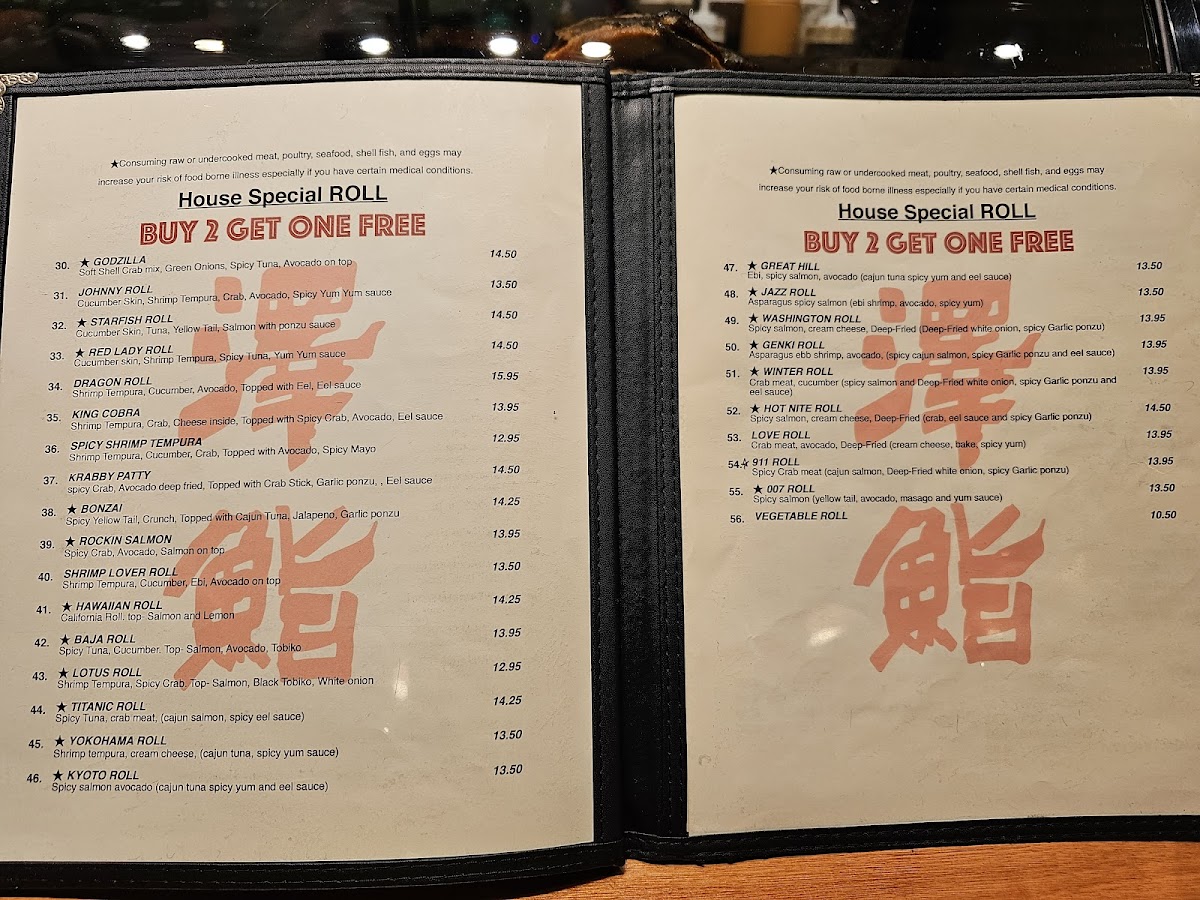 ★Consuming raw or undercooked meat, poultry, seafood, shell fish, and eggs may
increase your risk of food borne illness especially if you have certain medical conditions.
House Special ROLL
BUY 2 GET ONE FREE
30. ★ GODZILLA 14.50
Soft Shell Crab mix, Green Onions, Spicy Tuna, Avocado on top
31. JOHNNY ROLL 13.50
Cucumber Skin, Shrimp Tempura, Crab, Avocado, Spicy Yum Yum sauce
32. ★ STARFISH ROLL 14.50
Cucumber Skin, Tuna, Yellow Tail, Salmon with ponzu sauce
33. ★ RED LADY ROLL 14.50
Cucumber skin, Shrimp Tempura, Spicy Tuna, Yum Yum sauce
34. DRAGON ROLL 15.95
Shrimp Tempura, Cucumber, Avocado, Topped with Eel, Eel sauce
35. KING COBRA 13.95
Shrimp Tempura, Crab, Cheese inside, Topped with Spicy Crab, Avocado, Eel sauce
36. SPICY SHRIMP TEMPURA 12.95
Shrimp Tempura, Cucumber, Crab, Topped with Avocado, Spicy Mayo
37. KRABBY PATTY 14.50
spicy Crab, Avocado deep fried, Topped with Crab Stick, Garlic ponzu, , Eel sauce
38. ★ BONZAI 14.25
Spicy Yellow Tail, Crunch, Topped with Cajun Tuna, Jalapeno, Garlic ponzu
39. ★ ROCKIN SALMON 13.95
Spicy Crab, Avocado, Salmon on top
40. SHRIMP LOVER ROLL 13.50
Shrimp Tempura, Cucumber, Ebi, Avocado on top
41. ★ HAWAIIAN ROLL 14.25
California Roll, top- Salmon and Lemon
42. ★ BAJA ROLL 13.95
Spicy Tuna, Cucumber. Top- Salmon, Avocado, Tobiko
43. ★ LOTUS ROLL 12.95
Shrimp Tempura, Spicy Crab, Top- Salmon, Black Tobiko, White onion
44. ★ TITANIC ROLL 14.25
Spicy Tuna, crab meat, (cajun salmon, spicy eel sauce)
45. ★ YOKOHAMA ROLL 13.50
Shrimp tempura, cream cheese, (cajun tuna, spicy yum sauce)
46. ★ KYOTO ROLL 13.50
Spicy salmon avocado (cajun tuna spicy yum and eel sauce)
澤
鮨
★Consuming raw or undercooked meat, poultry, seafood, shell fish, and eggs may
increase your risk of food borne illness especially if you have certain medical conditions.
House Special ROLL
BUY 2 GET ONE FREE
47. ★ GREAT HILL 13.50
Ebi, spicy salmon, avocado (cajun tuna spicy yum and eel sauce)
48. ★ JAZZ ROLL 13.50
Asparagus spicy salmon (ebi shrimp, avocado, spicy yum)
49. ★ WASHINGTON ROLL 13.95
Spicy salmon, cream cheese, Deep-Fried (Deep-Fried white onion, spicy Garlic ponzu)
50. ★ GENKI ROLL 13.95
Asparagus ebb shrimp, avocado, (spicy cajun salmon, spicy Garlic ponzu and eel sauce)
51. ★ WINTER ROLL 13.95
Crab meat, cucumber (spicy salmon and Deep-Fried white onion, spicy Garlic ponzu and
eel sauce)
52. ★ HOT NITE ROLL 14.50
Spicy salmon, cream cheese, Deep-Fried (crab, eel sauce and spicy Garlic ponzu)
53. LOVE ROLL 13.95
Crab meat, avocado, Deep-Fried (cream cheese, bake, spicy yum)
54. ★ 911 ROLL 13.95
Spicy Crab meat (cajun salmon, Deep-Fried white onion, spicy Garlic ponzu)
55. ★ 007 ROLL 13.50
Spicy salmon (yellow tail, avocado, masago and yum sauce)
56. VEGETABLE ROLL 10.50
澤
鮨